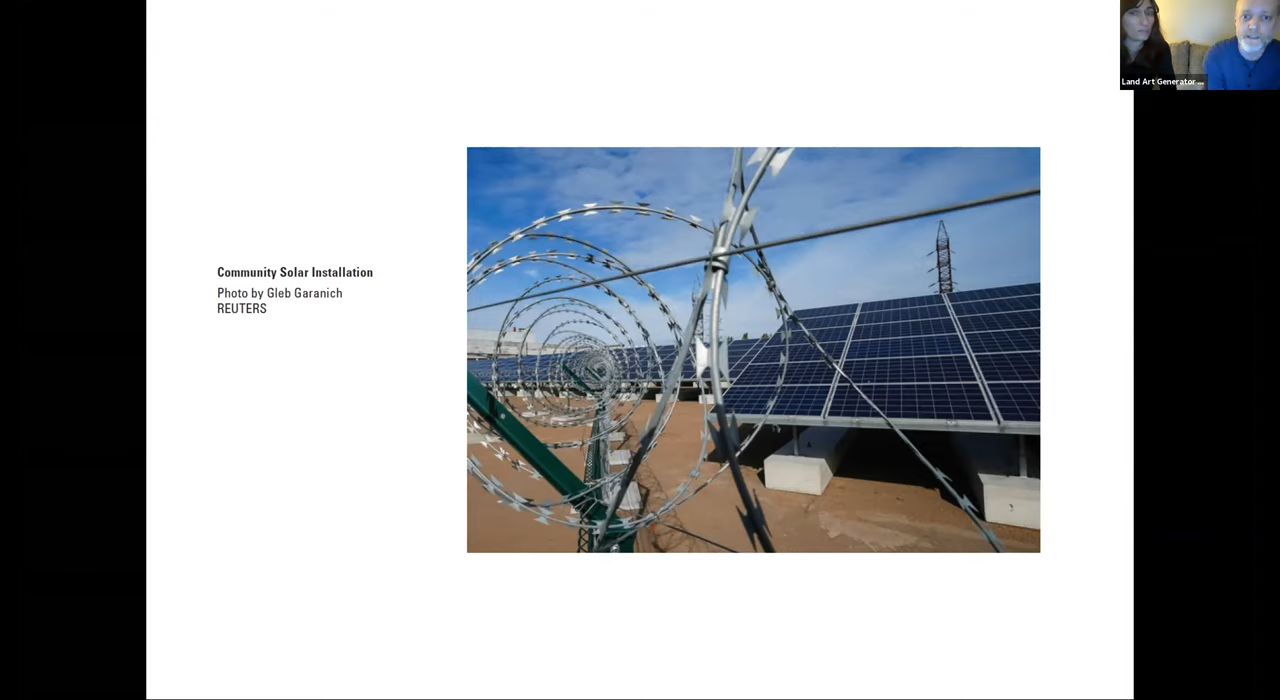 Land Art Generator ...
Community Solar Installation
Photo by Gleb Garanich
REUTERS